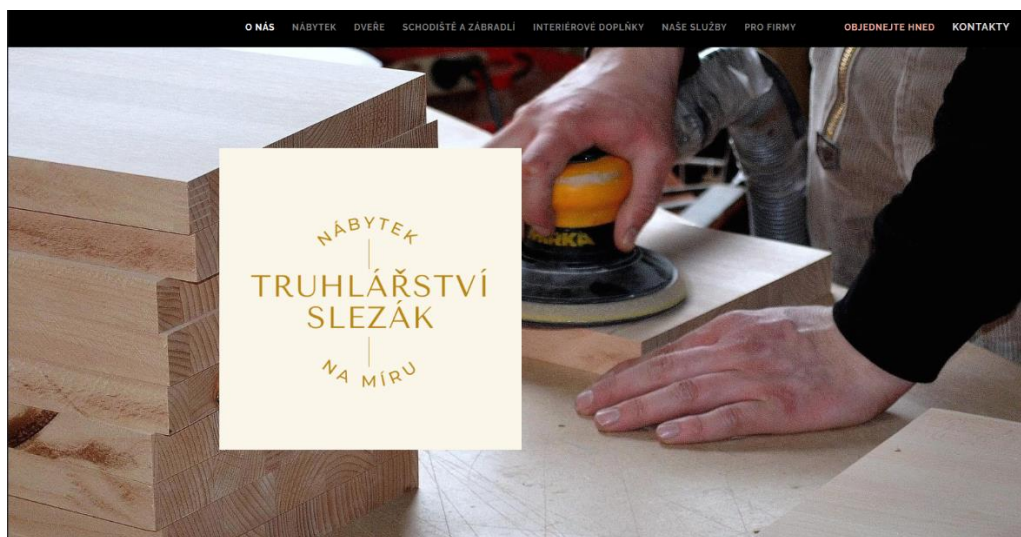 O NÁS NÁBYTEK DVEŘE SCHODIŠTĚ A ZÁBRADLÍ INTERIÉROVÉ DOPLŇKY NAŠE SLUŽBY PRO FIRMY OBJEDNEJTE HNED KONTAKTY
NÁBYTEK
TRUHLÁŘSTVÍ
SLEZÁK
NA MÍRU
MIRKA